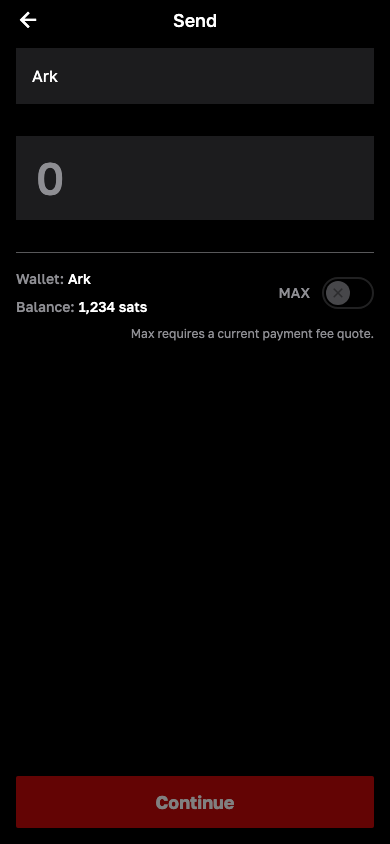 Send
Ark
0
Wallet: Ark
Balance: 1,234 sats
MAX
Max requires a current payment fee quote.
Continue